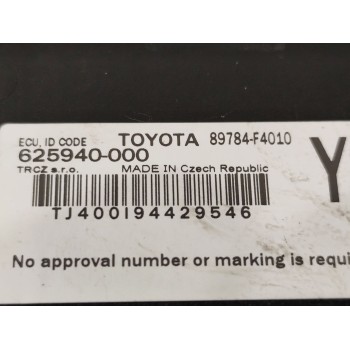 ECU, ID CODE TOYOTA 89784-F4010
625940-000 Y
TRCZ s.r.o. MADE IN Czech Republic
TJ400194429546
No approval number or marking is requi